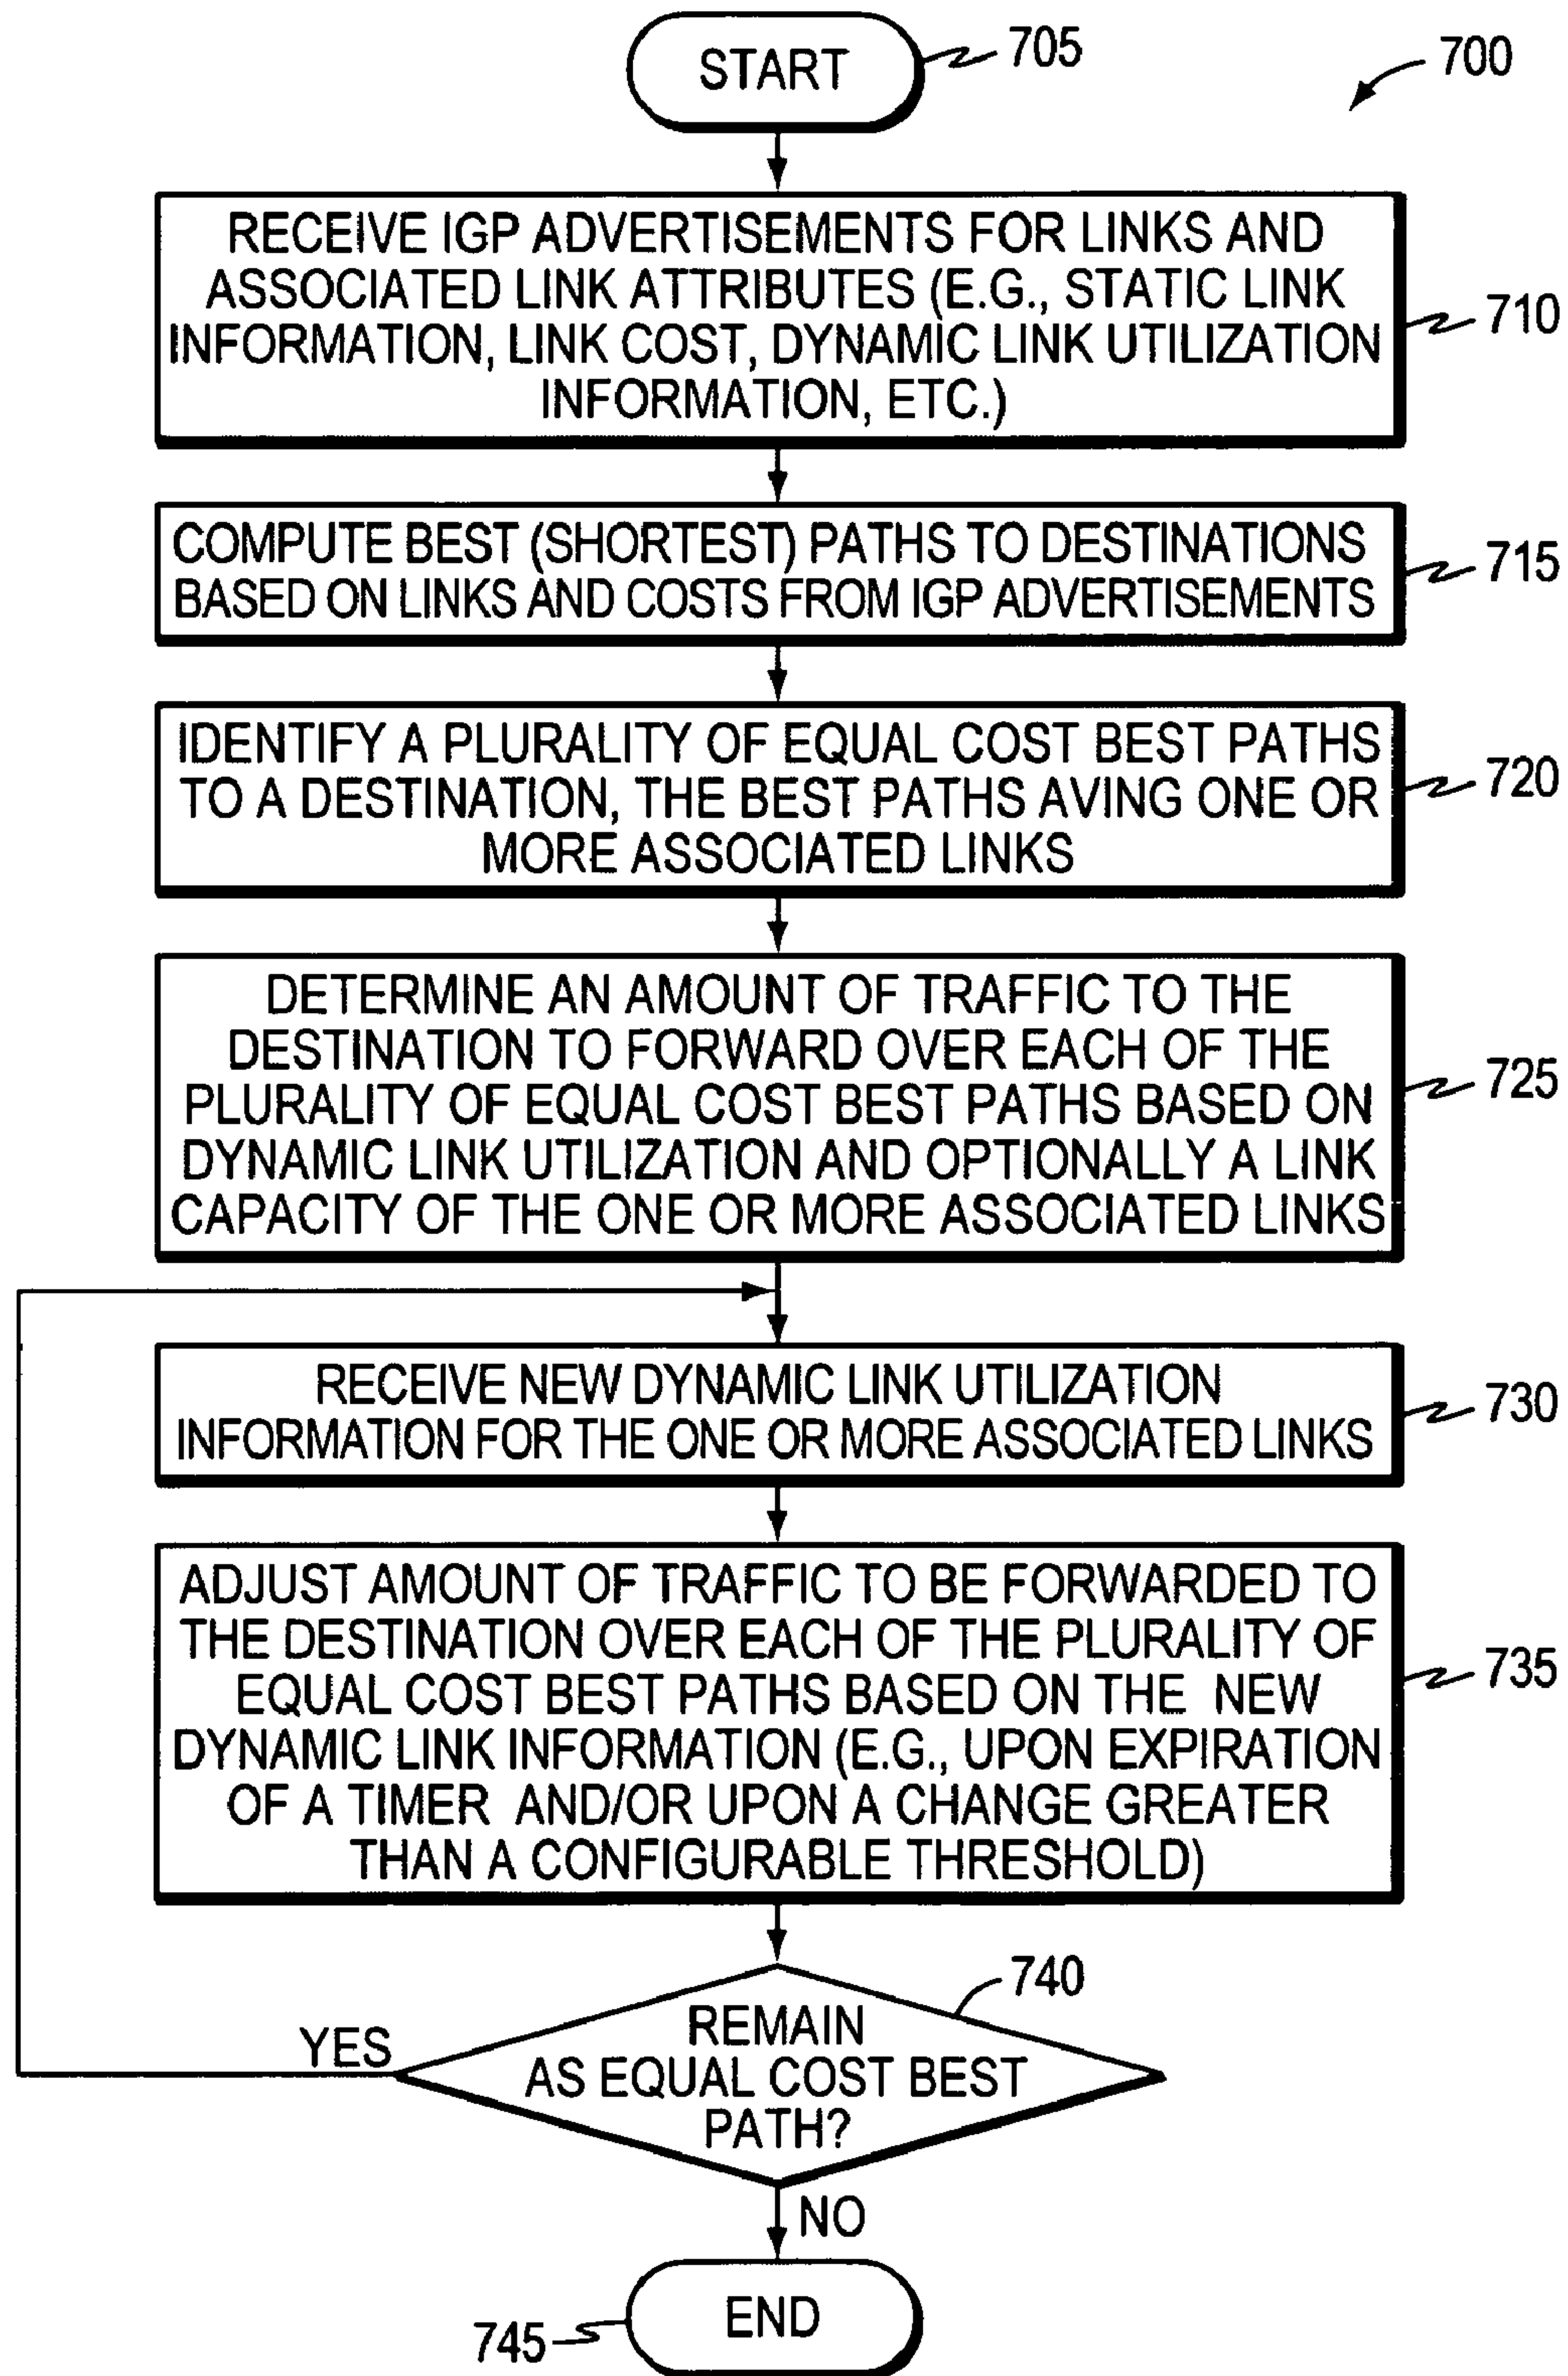 START
705
700
RECEIVE IGP ADVERTISEMENTS FOR LINKS AND
ASSOCIATED LINK ATTRIBUTES (E.G., STATIC LINK
INFORMATION, LINK COST, DYNAMIC LINK UTILIZATION
INFORMATION, ETC.)
710
COMPUTE BEST (SHORTEST) PATHS TO DESTINATIONS
BASED ON LINKS AND COSTS FROM IGP ADVERTISEMENTS
715
IDENTIFY A PLURALITY OF EQUAL COST BEST PATHS
TO A DESTINATION, THE BEST PATHS AVING ONE OR
MORE ASSOCIATED LINKS
720
DETERMINE AN AMOUNT OF TRAFFIC TO THE
DESTINATION TO FORWARD OVER EACH OF THE
PLURALITY OF EQUAL COST BEST PATHS BASED ON
DYNAMIC LINK UTILIZATION AND OPTIONALLY A LINK
CAPACITY OF THE ONE OR MORE ASSOCIATED LINKS
725
RECEIVE NEW DYNAMIC LINK UTILIZATION
INFORMATION FOR THE ONE OR MORE ASSOCIATED LINKS
730
ADJUST AMOUNT OF TRAFFIC TO BE FORWARDED TO
THE DESTINATION OVER EACH OF THE PLURALITY OF
EQUAL COST BEST PATHS BASED ON THE NEW
DYNAMIC LINK INFORMATION (E.G., UPON EXPIRATION
OF A TIMER AND/OR UPON A CHANGE GREATER
THAN A CONFIGURABLE THRESHOLD)
735
740
REMAIN
AS EQUAL COST BEST
PATH?
YES
NO
END
745